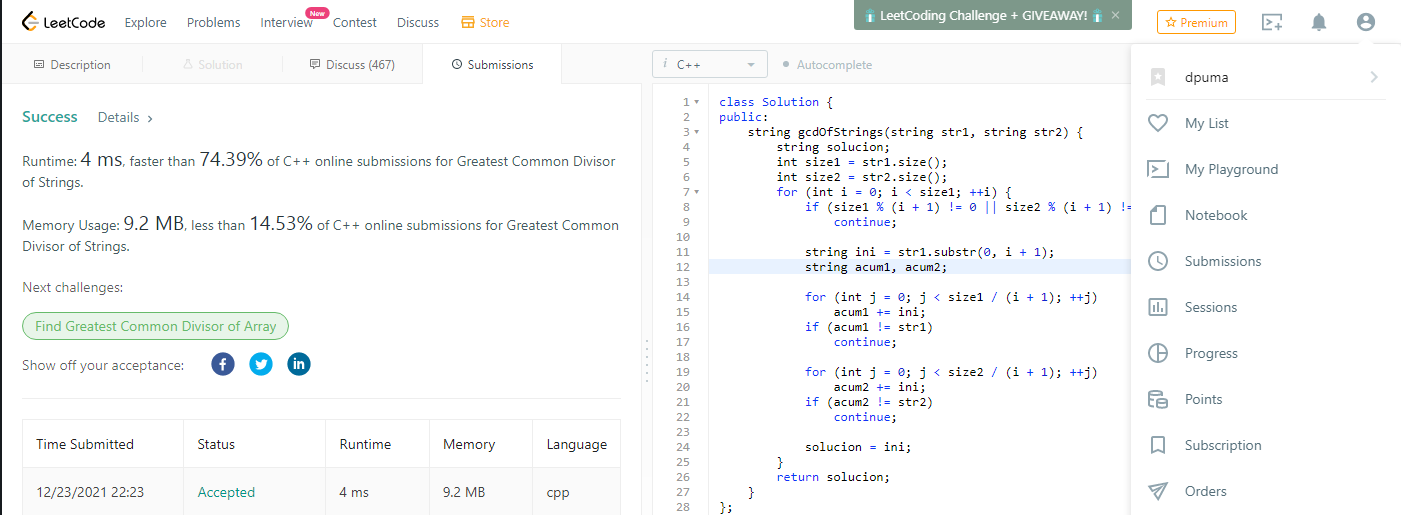 LeetCode Explore Problems Interview New Contest Discuss Store LeetCoding Challenge + GIVEAWAY! × Premium
Description Solution Discuss (467) Submissions
Success Details >
Runtime: 4 ms, faster than 74.39% of C++ online submissions for Greatest Common Divisor
of Strings.
Memory Usage: 9.2 MB, less than 14.53% of C++ online submissions for Greatest Common
Divisor of Strings.
Next challenges:
Find Greatest Common Divisor of Array
Show off your acceptance:
Time Submitted Status Runtime Memory Language
12/23/2021 22:23 Accepted 4 ms 9.2 MB cpp
i C++ Autocomplete
1 class Solution {
2 public:
3 string gcdOfStrings(string str1, string str2) {
4 string solucion;
5 int size1 = str1.size();
6 int size2 = str2.size();
7 for (int i = 0; i < size1; ++i) {
8 if (size1 % (i + 1) != 0 || size2 % (i + 1) !=
9 continue;
10
11 string ini = str1.substr(0, i + 1);
12 string acum1, acum2;
13
14 for (int j = 0; j < size1 / (i + 1); ++j)
15 acum1 += ini;
16 if (acum1 != str1)
17 continue;
18
19 for (int j = 0; j < size2 / (i + 1); ++j)
20 acum2 += ini;
21 if (acum2 != str2)
22 continue;
23
24 solucion = ini;
25 }
26 return solucion;
27 }
28 };
dpuma
My List
My Playground
Notebook
Submissions
Sessions
Progress
Points
Subscription
Orders